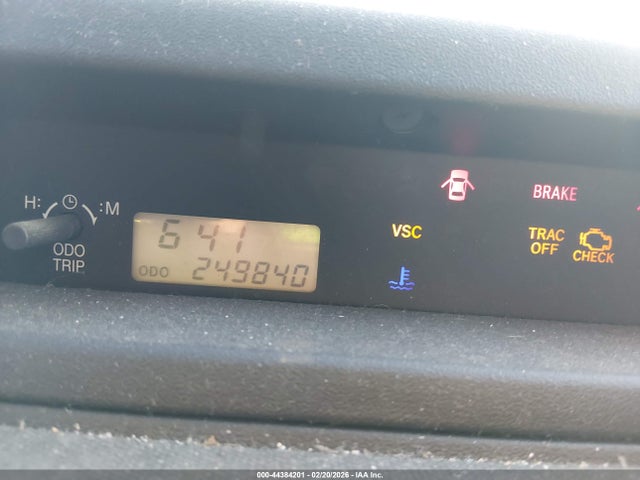 H: :M
ODO
TRIP
6 41
ODO 249840
BRAKE
VSC
TRAC
OFF
CHECK
000-44384201 - 02/20/2026 - IAA Inc.